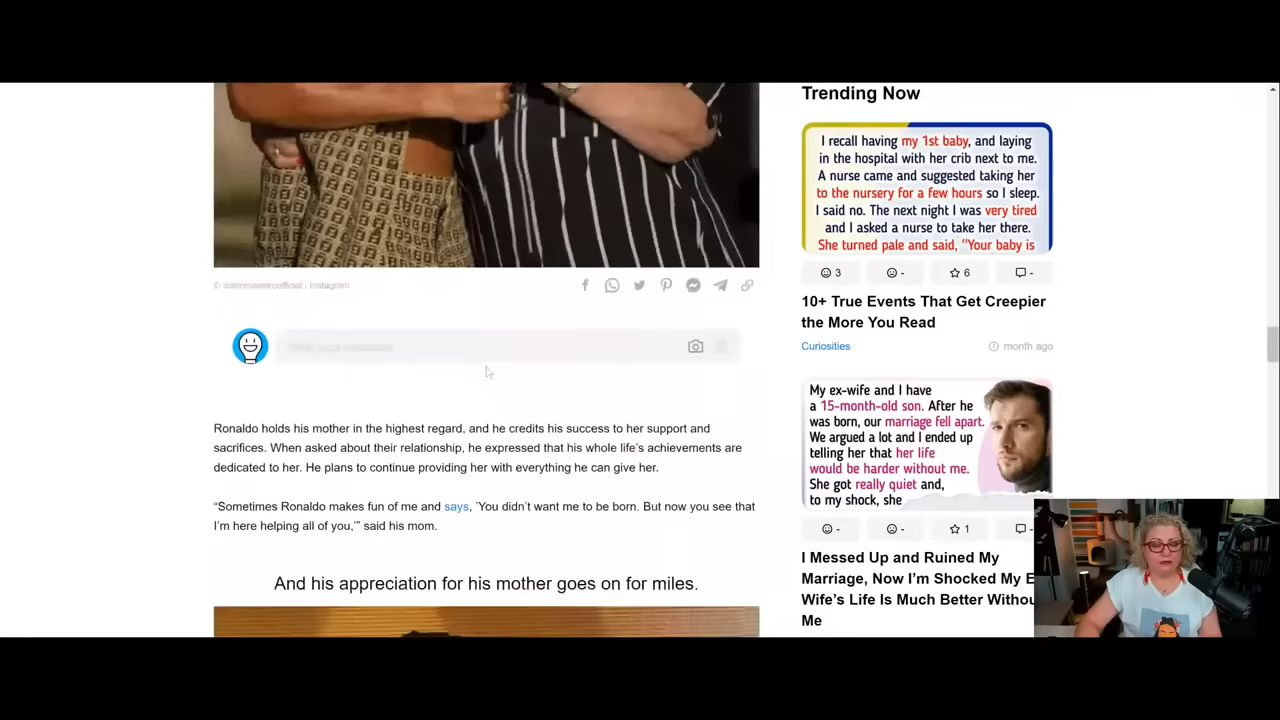 Trending Now
I recall having my 1st baby, and laying
in the hospital with her crib next to me.
A nurse came and suggested taking her
to the nursery for a few hours so I sleep.
I said no. The next night I was very tired
and I asked a nurse to take her there.
She turned pale and said, "Your baby is
3
-
6
-
10+ True Events That Get Creepier
the More You Read
Curiosities
month ago
My ex-wife and I have
a 15-month-old son. After he
was born, our marriage fell apart.
We argued a lot and I ended up
telling her that her life
would be harder without me.
She got really quiet and,
to my shock, she
-
-
1
I Messed Up and Ruined My
Marriage, Now I'm Shocked My E
Wife's Life Is Much Better Withou
Me
/ Instagram
Ronaldo holds his mother in the highest regard, and he credits his success to her support and
sacrifices. When asked about their relationship, he expressed that his whole life's achievements are
dedicated to her. He plans to continue providing her with everything he can give her.
“Sometimes Ronaldo makes fun of me and says, 'You didn't want me to be born. But now you see that
I'm here helping all of you,'” said his mom.
And his appreciation for his mother goes on for miles.